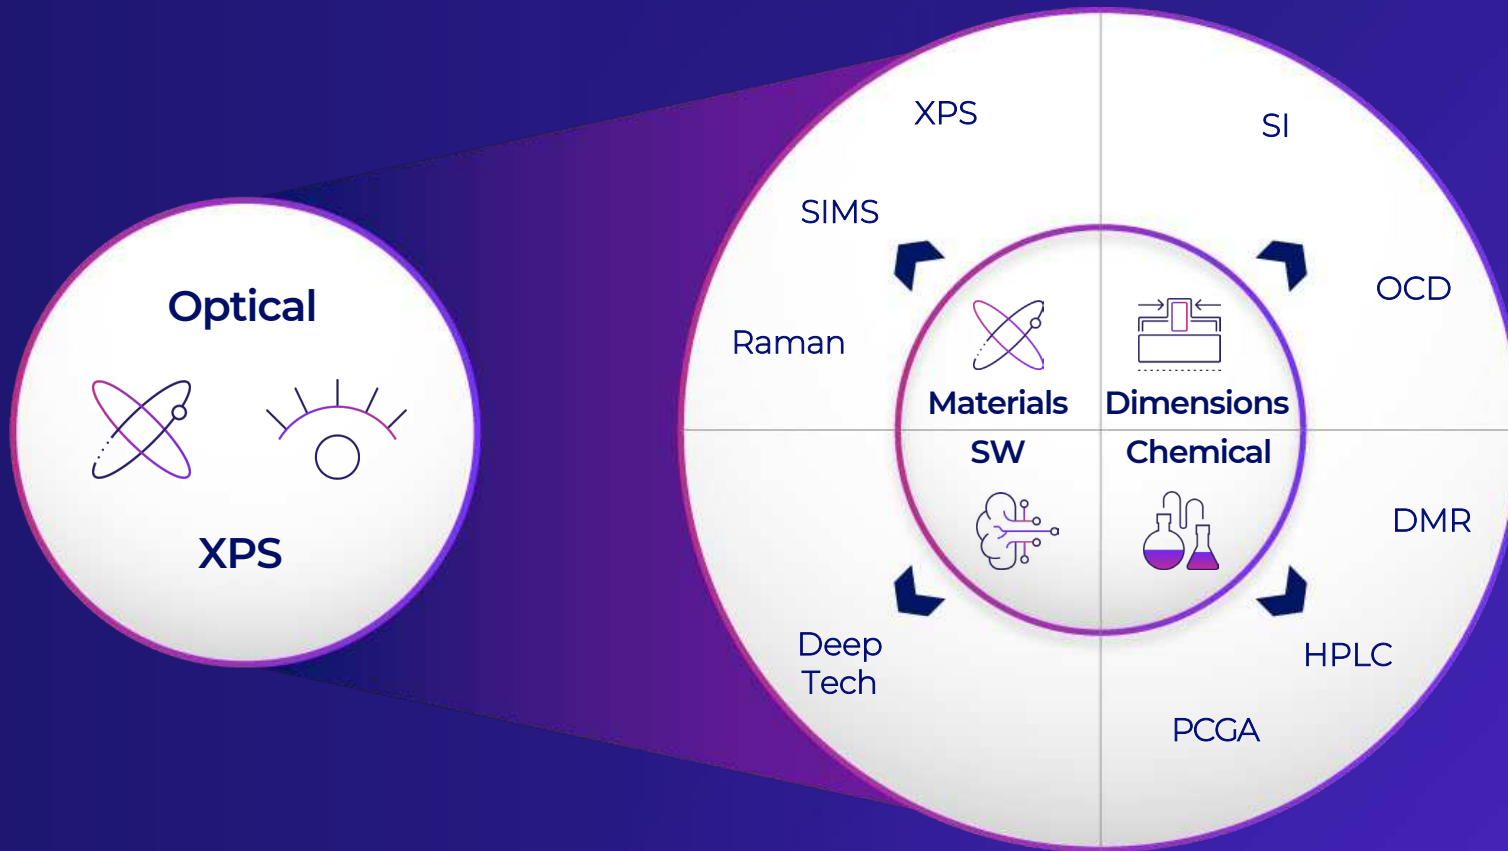 Optical
XPS
XPS
SIMS
Raman
SI
OCD
Materials
Dimensions
SW
Chemical
Deep
Tech
DMR
HPLC
PCGA